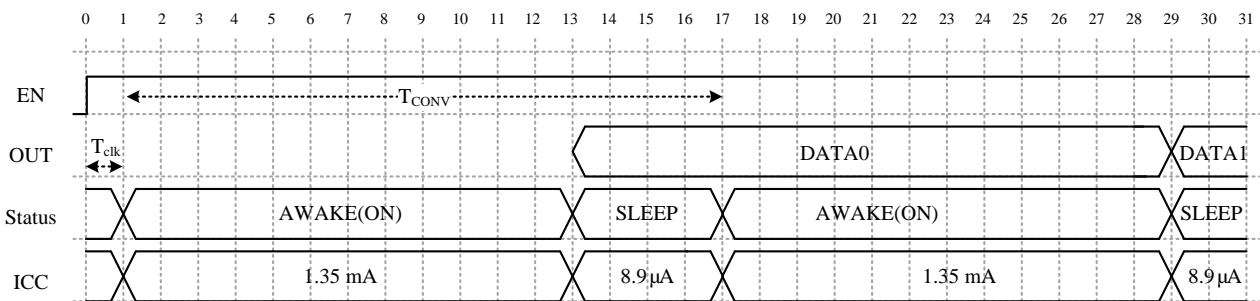 0 1 2 3 4 5 6 7 8 9 10 11 12 13 14 15 16 17 18 19 20 21 22 23 24 25 26 27 28 29 30 31
EN
T_CONV
OUT T_clk DATA0 DATA1
Status AWAKE(ON) SLEEP AWAKE(ON) SLEEP
ICC 1.35 mA 8.9μA 1.35 mA 8.9μA